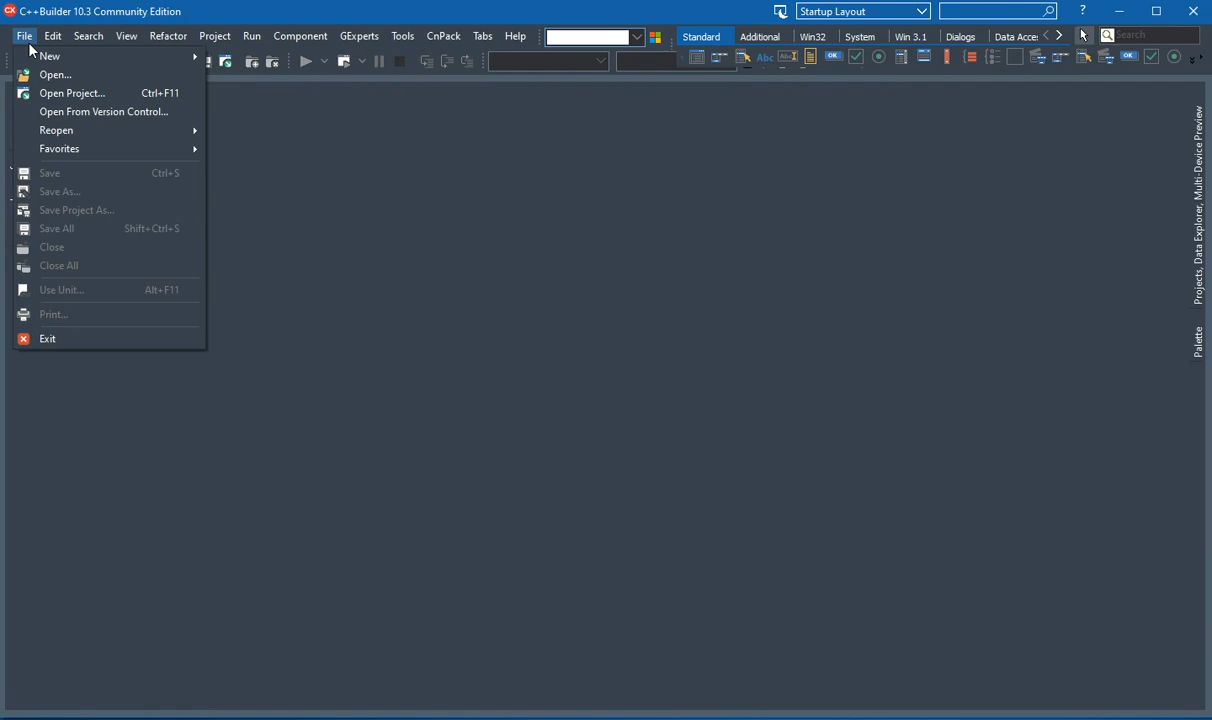 C++Builder 10.3 Community Edition
Startup Layout
?
File Edit Search View Refactor Project Run Component GExperts Tools CnPack Tabs Help
Standard Additional Win32 System Win 3.1 Dialogs Data Acces
Search
New
Open...
Open Project... Ctrl+F11
Open From Version Control...
Reopen
Favorites
Save Ctrl+S
Save As...
Save Project As...
Save All Shift+Ctrl+S
Close
Close All
Use Unit... Alt+F11
Print...
Exit
Projects, Data Explorer, Multi-Device Preview
Palette